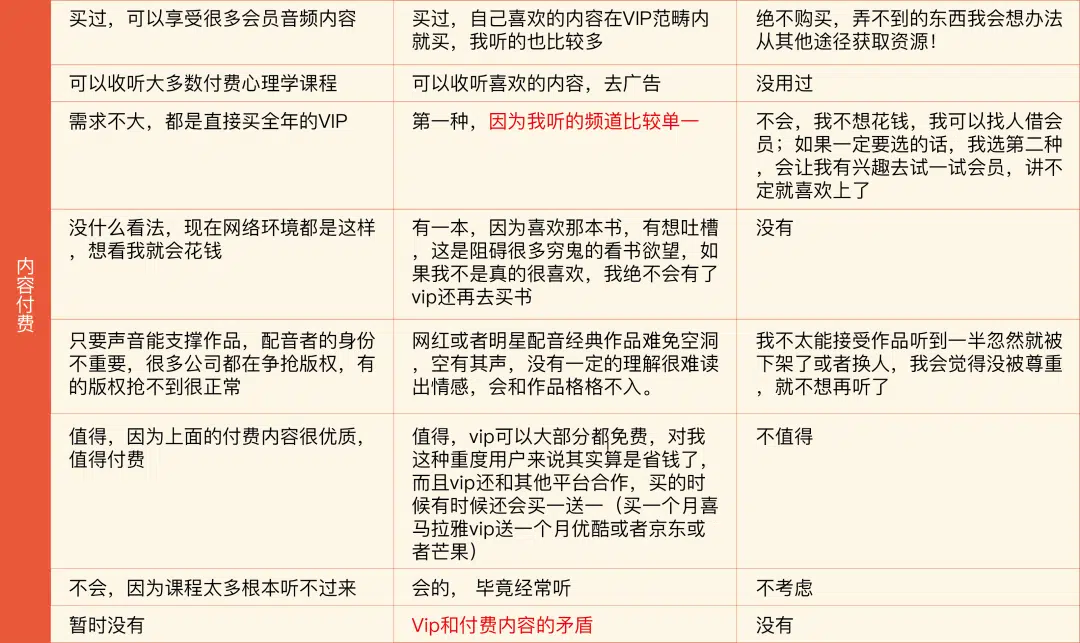 内容付费
买过，可以享受很多会员音频内容
买过，自己喜欢的内容在VIP范畴内
就买，我听的也比较多
绝不购买，弄不到的东西我会想办法
从其他途径获取资源！
可以收听大多数付费心理学课程
可以收听喜欢的内容，去广告
没用过
需求不大，都是直接买全年的VIP
第一种，因为我听的频道比较单一
不会，我不想花钱，我可以找人借会
员；如果一定要选的话，我选第二种
，会让我有兴趣去试一试会员，讲不
定就喜欢上了
没什么看法，现在网络环境都是这样
，想看我就会花钱
有一本，因为喜欢那本书，有想吐槽
，这是阻碍很多穷鬼的看书欲望，如
果我不是真的很喜欢，我绝不会有了
vip还再去买书
没有
只要声音能支撑作品，配音者的身份
不重要，很多公司都在争抢版权，有
的版权抢不到很正常
网红或者明星配音经典作品难免空洞
，空有其声，没有一定的理解很难读
出情感，会和作品格格不入。
我不太能接受作品听到一半忽然就被
下架了或者换人，我会觉得没被尊重
，就不想再听了
值得，因为上面的付费内容很优质，
值得付费
值得，vip可以大部分都免费，对我
这种重度用户来说其实算是省钱了，
而且vip还和其他平台合作，买的时
候有时候还会买一送一（买一个月喜
马拉雅vip送一个月优酷或者京东或
者芒果）
不值得
不会，因为课程太多根本听不过来
会的， 毕竟经常听
不考虑
暂时没有
Vip和付费内容的矛盾
没有